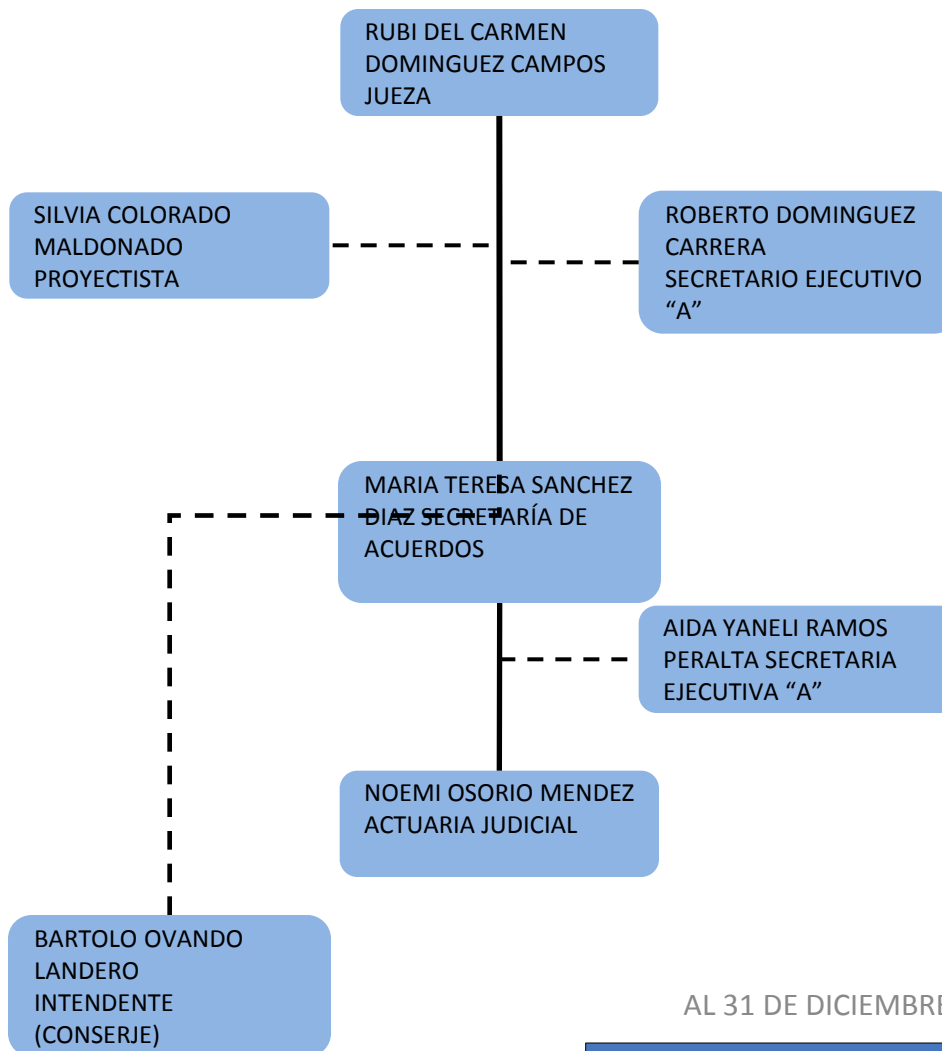 RUBI DEL CARMEN
DOMINGUEZ CAMPOS
JUEZA
SILVIA COLORADO
MALDONADO
PROYECTISTA
ROBERTO DOMINGUEZ
CARRERA
SECRETARIO EJECUTIVO
“A”
MARIA TERESA SANCHEZ
DIAZ SECRETARÍA DE
ACUERDOS
AIDA YANELI RAMOS
PERALTA SECRETARIA
EJECUTIVA “A”
NOEMI OSORIO MENDEZ
ACTUARIA JUDICIAL
BARTOLO OVANDO
LANDERO
INTENDENTE
(CONSERJE)
AL 31 DE DICIEMBRE